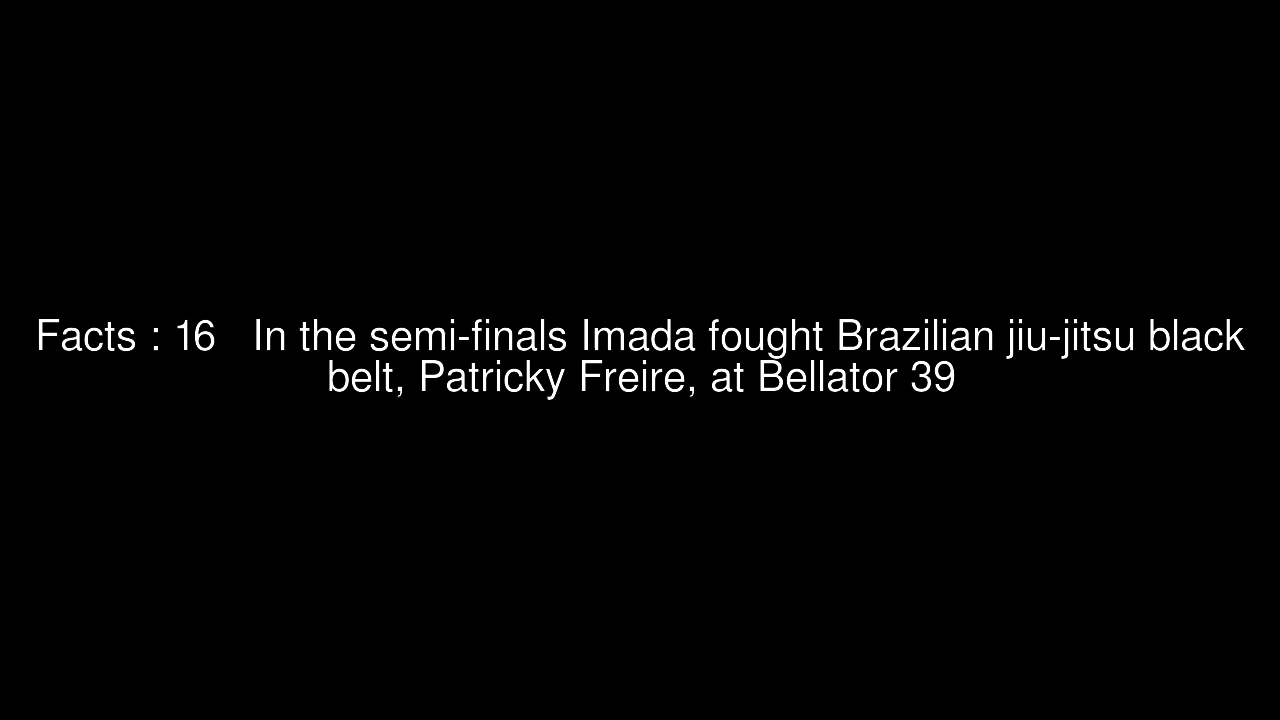 Facts : 16   In the semi-finals Imada fought Brazilian jiu-jitsu black
belt, Patricky Freire, at Bellator 39